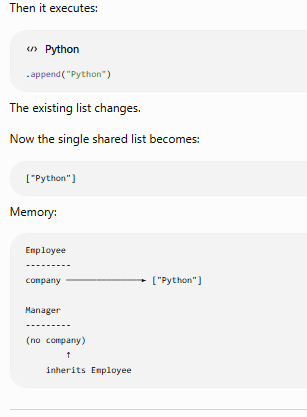 Then it executes:
</> Python
.append("Python")
The existing list changes.
Now the single shared list becomes:
["Python"]
Memory:
Employee
---------
company ───────────────► ["Python"]
Manager
---------
(no company)
↑
inherits Employee